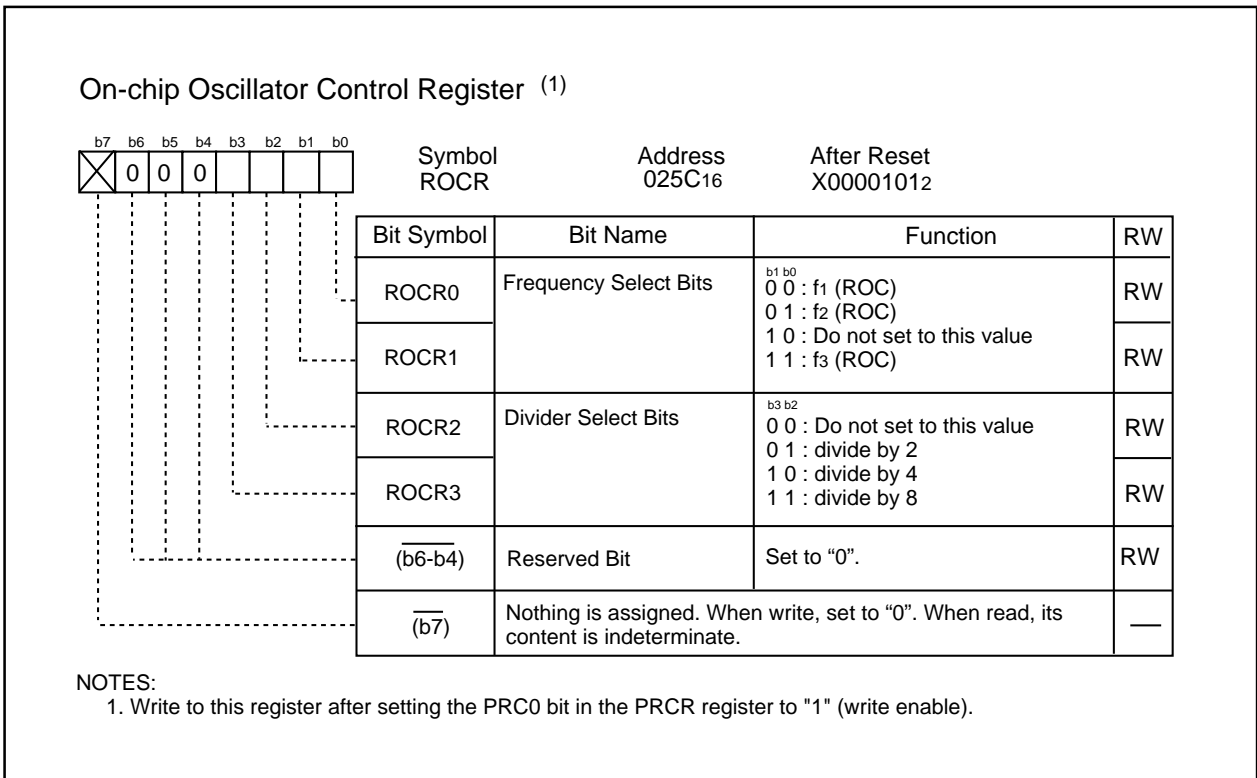 On-chip Oscillator Control Register (1)
b7 b6 b5 b4 b3 b2 b1 b0
0 0 0
Symbol Address After Reset
ROCR 025C16 X00001012
Bit Symbol Bit Name Function RW
ROCR0 Frequency Select Bits RW
b1 b0
0 0 : f1 (ROC)
0 1 : f2 (ROC)
1 0 : Do not set to this value
1 1 : f3 (ROC)
ROCR1 RW
ROCR2 Divider Select Bits RW
b3 b2
0 0 : Do not set to this value
0 1 : divide by 2
1 0 : divide by 4
1 1 : divide by 8
ROCR3 RW
(b6-b4) Reserved Bit Set to “0”. RW
(b7) Nothing is assigned. When write, set to “0”. When read, its
content is indeterminate. —
NOTES:
1. Write to this register after setting the PRC0 bit in the PRCR register to "1" (write enable).